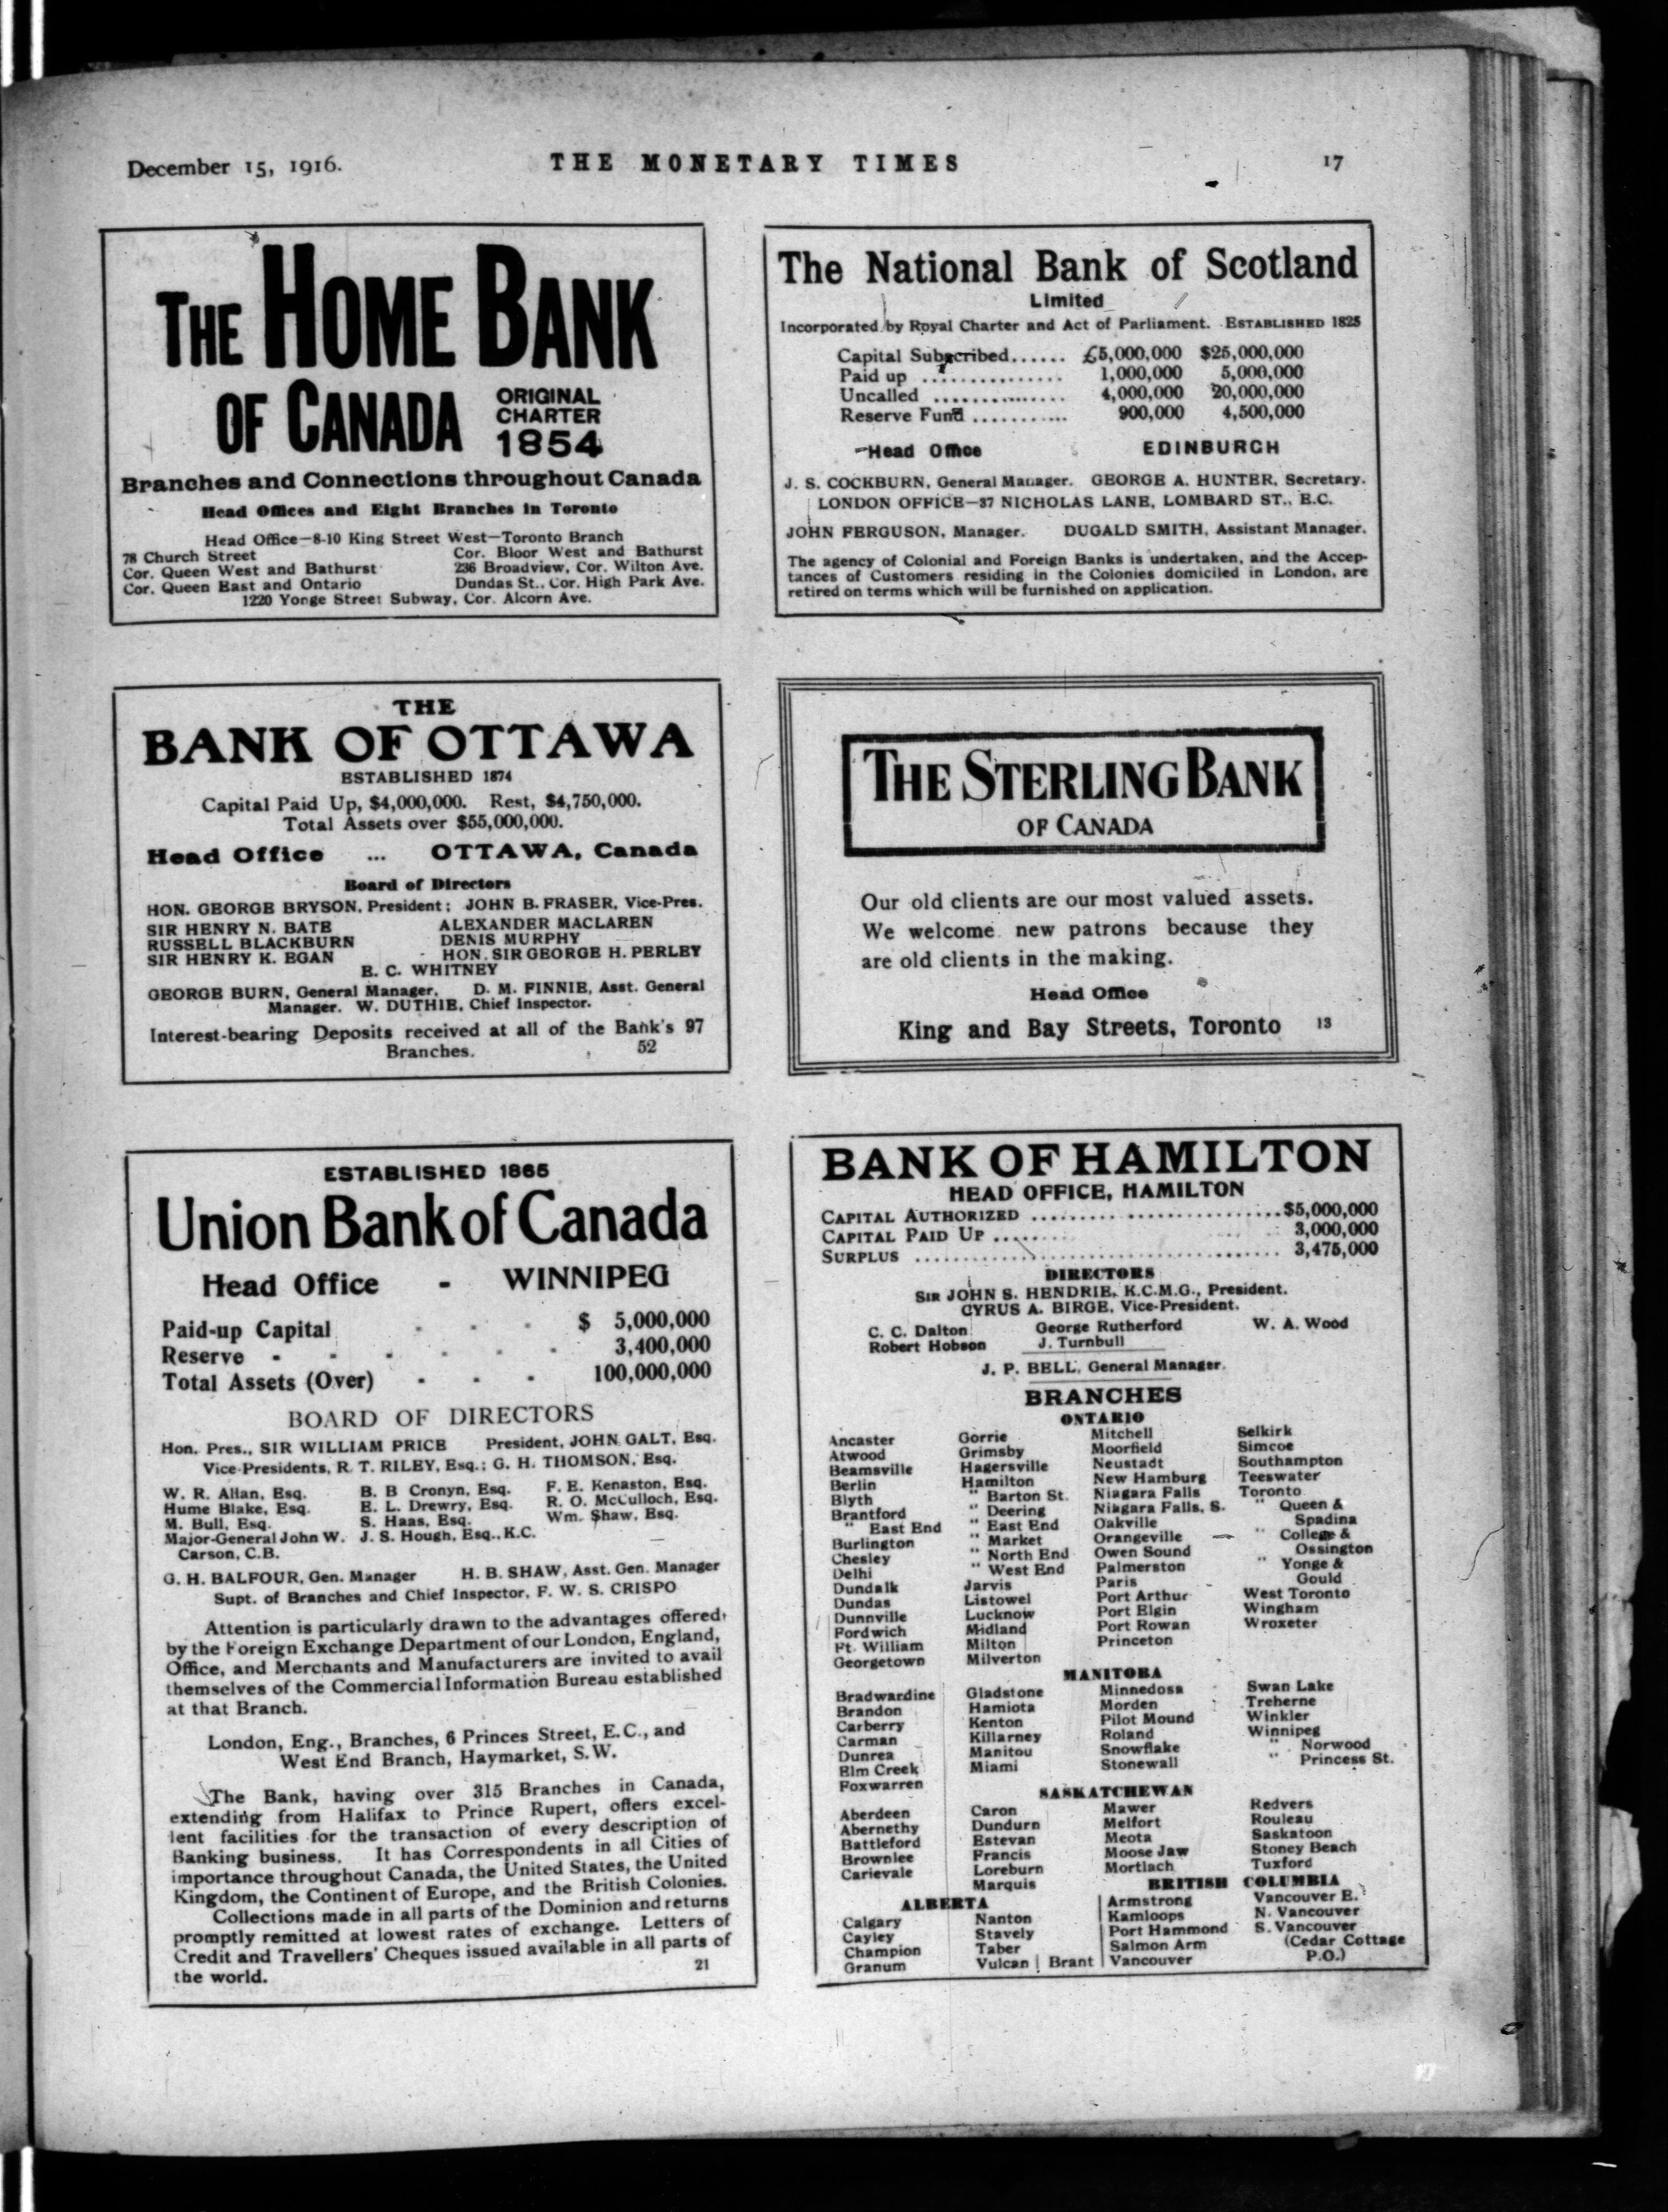 December 15, 1916.
THE MONETARY TIMES
17
THE HOME BANK
OF CANADA
ORIGINAL
CHARTER
1854
Branches and Connections throughout Canada
Head Offices and Eight Branches in Toronto
Head Office—8-10 King Street West—Toronto Branch
78 Church Street Cor. Bloor West and Bathurst
Cor. Queen West and Bathurst 236 Broadview, Cor. Wilton Ave.
Cor. Queen East and Ontario Dundas St., Cor. High Park Ave.
1220 Yonge Street Subway, Cor. Alcorn Ave.
The National Bank of Scotland
Limited
Incorporated by Royal Charter and Act of Parliament. ESTABLISHED 1825
Capital Subscribed...... £5,000,000 $25,000,000
Paid up ............... 1,000,000 5,000,000
Uncalled ............... 4,000,000 20,000,000
Reserve Fund........... 900,000 4,500,000
Head Office EDINBURGH
J. S. COCKBURN, General Manager. GEORGE A. HUNTER, Secretary.
LONDON OFFICE—37 NICHOLAS LANE, LOMBARD ST., E.C.
JOHN FERGUSON, Manager. DUGALD SMITH, Assistant Manager.
The agency of Colonial and Foreign Banks is undertaken, and the Accep-
tances of Customers residing in the Colonies domiciled in London, are
retired on terms which will be furnished on application.
THE
BANK OF OTTAWA
ESTABLISHED 1874
Capital Paid Up, $4,000,000. Rest, $4,750,000.
Total Assets over $55,000,000.
Head Office ... OTTAWA, Canada
Board of Directors
HON. GEORGE BRYSON, President; JOHN B. FRASER, Vice-Pres.
SIR HENRY N. BATE ALEXANDER MACLAREN
RUSSELL BLACKBURN DENIS MURPHY
SIR HENRY K. EGAN HON. SIR GEORGE H. PERLEY
E. C. WHITNEY
GEORGE BURN, General Manager. D. M. FINNIE, Asst. General
Manager. W. DUTHIE, Chief Inspector.
Interest-bearing Deposits received at all of the Bank's 97
Branches. 52
THE STERLING BANK
OF CANADA
Our old clients are our most valued assets.
We welcome new patrons because they
are old clients in the making.
Head Office
King and Bay Streets, Toronto 13
ESTABLISHED 1865
Union Bank of Canada
Head Office - WINNIPEG
Paid-up Capital . . . $ 5,000,000
Reserve - - - - - - 3,400,000
Total Assets (Over) . . . 100,000,000
BOARD OF DIRECTORS
Hon. Pres., SIR WILLIAM PRICE President, JOHN GALT, Esq.
Vice-Presidents, R. T. RILEY, Esq.; G. H. THOMSON, Esq.
W. R. Allan, Esq. B. B Cronyn, Esq. F. E. Kenaston, Esq.
Hume Blake, Esq. E. L. Drewry, Esq. R. O. McCulloch, Esq.
M. Bull, Esq. S. Haas, Esq. Wm. Shaw, Esq.
Major-General John W. J. S. Hough, Esq., K.C.
Carson, C.B.
G. H. BALFOUR, Gen. Manager H. B. SHAW, Asst. Gen. Manager
Supt. of Branches and Chief Inspector, F. W. S. CRISPO
Attention is particularly drawn to the advantages offered
by the Foreign Exchange Department of our London, England,
Office, and Merchants and Manufacturers are invited to avail
themselves of the Commercial Information Bureau established
at that Branch.
London, Eng., Branches, 6 Princes Street, E.C., and
West End Branch, Haymarket, S.W.
The Bank, having over 315 Branches in Canada,
extending from Halifax to Prince Rupert, offers excel-
lent facilities for the transaction of every description of
Banking business. It has Correspondents in all Cities of
importance throughout Canada, the United States, the United
Kingdom, the Continent of Europe, and the British Colonies.
Collections made in all parts of the Dominion and returns
promptly remitted at lowest rates of exchange. Letters of
Credit and Travellers' Cheques issued available in all parts of
the world. 21
BANK OF HAMILTON
HEAD OFFICE, HAMILTON
CAPITAL AUTHORIZED ..............................$5,000,000
CAPITAL PAID UP ...... 3,000,000
SURPLUS .................................. 3,475,000
DIRECTORS
SIR JOHN S. HENDRIE, K.C.M.G., President.
CYRUS A. BIRGE, Vice-President.
C. C. Dalton George Rutherford W. A. Wood
Robert Hobson J. Turnbull
J. P. BELL, General Manager.
BRANCHES
ONTARIO
Ancaster Gorrie Mitchell Selkirk
Atwood Grimsby Moorfield Simcoe
Beamsville Hagersville Neustadt Southampton
Berlin Hamilton New Hamburg Teeswater
Blyth " Barton St. Niagara Falls Toronto
Brantford " Deering Niagara Falls, S. " Queen &
" East End " East End Oakville Spadina
Burlington " Market Orangeville " College &
Chesley " North End Owen Sound Ossington
Delhi " West End Palmerston " Yonge &
Dundalk Jarvis Paris Gould
Dundas Listowel Port Arthur West Toronto
Dunnville Lucknow Port Elgin Wingham
Fordwich Midland Port Rowan Wroxeter
Ft. William Milton Princeton
Georgetown Milverton
MANITOBA
Bradwardine Gladstone Minnedosa Swan Lake
Brandon Hamiota Morden Treherne
Carberry Kenton Pilot Mound Winkler
Carman Killarney Roland Winnipeg
Dunrea Manitou Snowflake " Norwood
Elm Creek Miami Stonewall " Princess St.
Foxwarren
SASKATCHEWAN
Aberdeen Caron Mawer Redvers
Abernethy Dundurn Melfort Rouleau
Battleford Estevan Meota Saskatoon
Brownlee Francis Moose Jaw Stoney Beach
Carievale Loreburn Mortlach Tuxford
Marquis
ALBERTA
Calgary Nanton
Cayley Stavely
Champion Taber
Granum Vulcan | Brant
BRITISH COLUMBIA
Armstrong Vancouver E.
Kamloops N. Vancouver
Port Hammond S. Vancouver
Salmon Arm (Cedar Cottage
Vancouver P.O.)